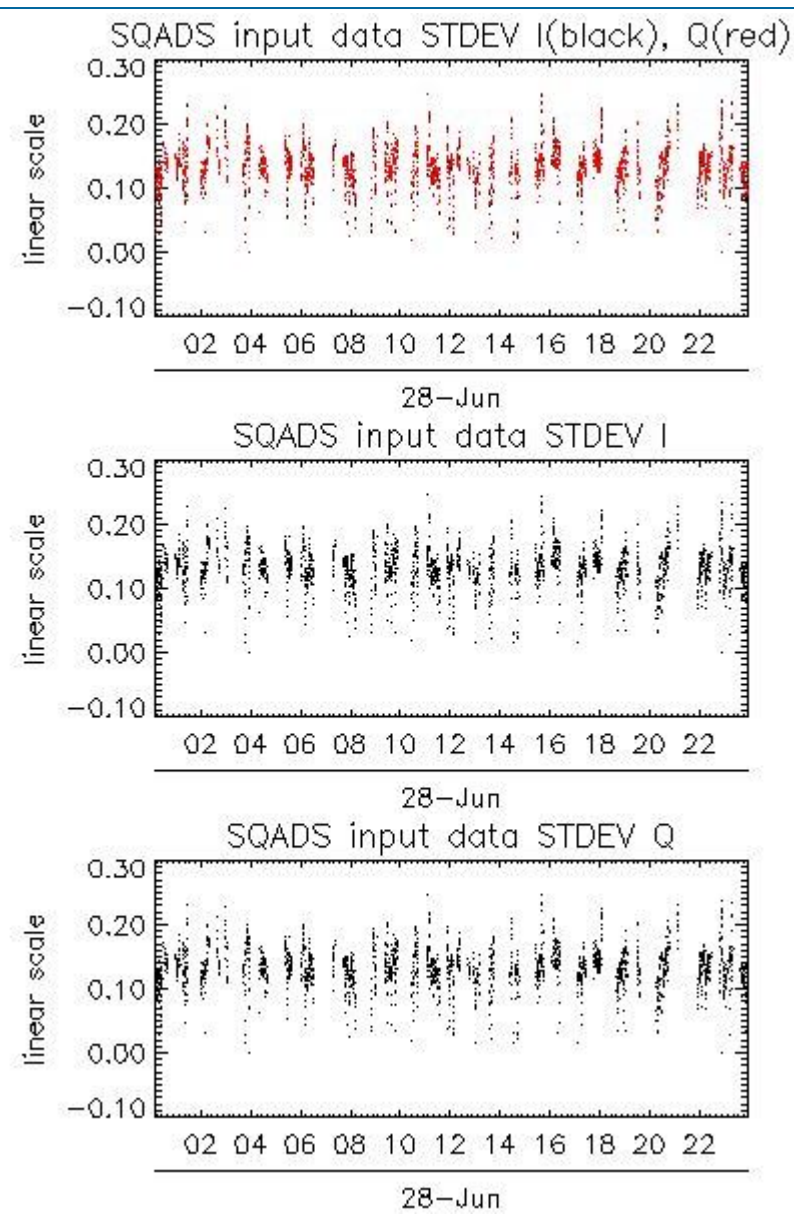 SQADS input data STDEV I(black), Q(red)
0.30
0.20
0.10
0.00
-0.10
linear scale
02 04 06 08 10 12 14 16 18 20 22
28-Jun
SQADS input data STDEV I
0.30
0.20
0.10
0.00
-0.10
linear scale
02 04 06 08 10 12 14 16 18 20 22
28-Jun
SQADS input data STDEV Q
0.30
0.20
0.10
0.00
-0.10
linear scale
02 04 06 08 10 12 14 16 18 20 22
28-Jun